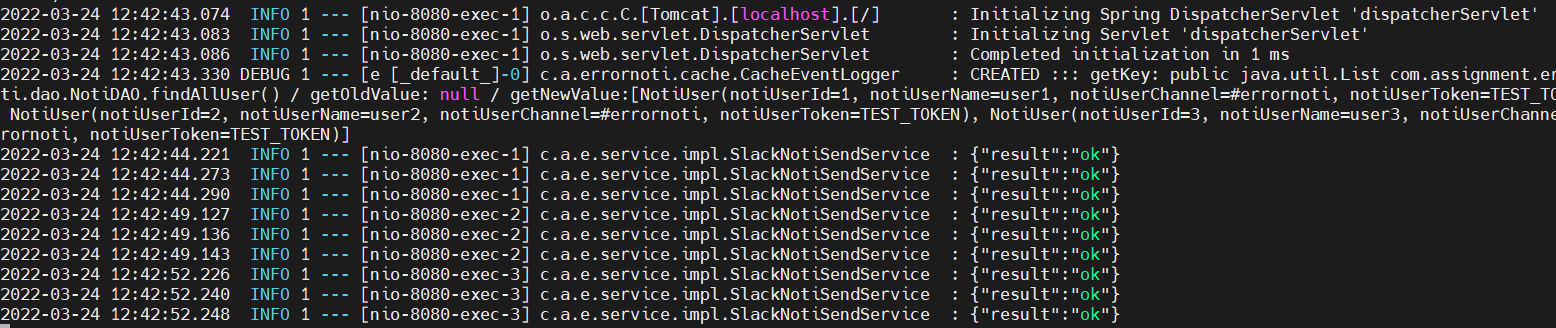 2022-03-24 12:42:43.074  INFO 1 --- [nio-8080-exec-1] o.a.c.c.C.[Tomcat].[localhost].[/]       : Initializing Spring DispatcherServlet 'dispatcherServlet'
2022-03-24 12:42:43.083  INFO 1 --- [nio-8080-exec-1] o.s.web.servlet.DispatcherServlet        : Initializing Servlet 'dispatcherServlet'
2022-03-24 12:42:43.086  INFO 1 --- [nio-8080-exec-1] o.s.web.servlet.DispatcherServlet        : Completed initialization in 1 ms
2022-03-24 12:42:43.330 DEBUG 1 --- [e [_default_]-0] c.a.errornoti.cache.CacheEventLogger     : CREATED ::: getKey: public java.util.List com.assignment.er
ti.dao.NotiDAO.findAllUser() / getOldValue: null / getNewValue:[NotiUser(notiUserId=1, notiUserName=user1, notiUserChannel=#errornoti, notiUserToken=TEST_TO
 NotiUser(notiUserId=2, notiUserName=user2, notiUserChannel=#errornoti, notiUserToken=TEST_TOKEN), NotiUser(notiUserId=3, notiUserName=user3, notiUserChanne
rornoti, notiUserToken=TEST_TOKEN)]
2022-03-24 12:42:44.221  INFO 1 --- [nio-8080-exec-1] c.a.e.service.impl.SlackNotiSendService  : {"result":"ok"}
2022-03-24 12:42:44.273  INFO 1 --- [nio-8080-exec-1] c.a.e.service.impl.SlackNotiSendService  : {"result":"ok"}
2022-03-24 12:42:44.290  INFO 1 --- [nio-8080-exec-1] c.a.e.service.impl.SlackNotiSendService  : {"result":"ok"}
2022-03-24 12:42:49.127  INFO 1 --- [nio-8080-exec-2] c.a.e.service.impl.SlackNotiSendService  : {"result":"ok"}
2022-03-24 12:42:49.136  INFO 1 --- [nio-8080-exec-2] c.a.e.service.impl.SlackNotiSendService  : {"result":"ok"}
2022-03-24 12:42:49.143  INFO 1 --- [nio-8080-exec-2] c.a.e.service.impl.SlackNotiSendService  : {"result":"ok"}
2022-03-24 12:42:52.226  INFO 1 --- [nio-8080-exec-3] c.a.e.service.impl.SlackNotiSendService  : {"result":"ok"}
2022-03-24 12:42:52.240  INFO 1 --- [nio-8080-exec-3] c.a.e.service.impl.SlackNotiSendService  : {"result":"ok"}
2022-03-24 12:42:52.248  INFO 1 --- [nio-8080-exec-3] c.a.e.service.impl.SlackNotiSendService  : {"result":"ok"}